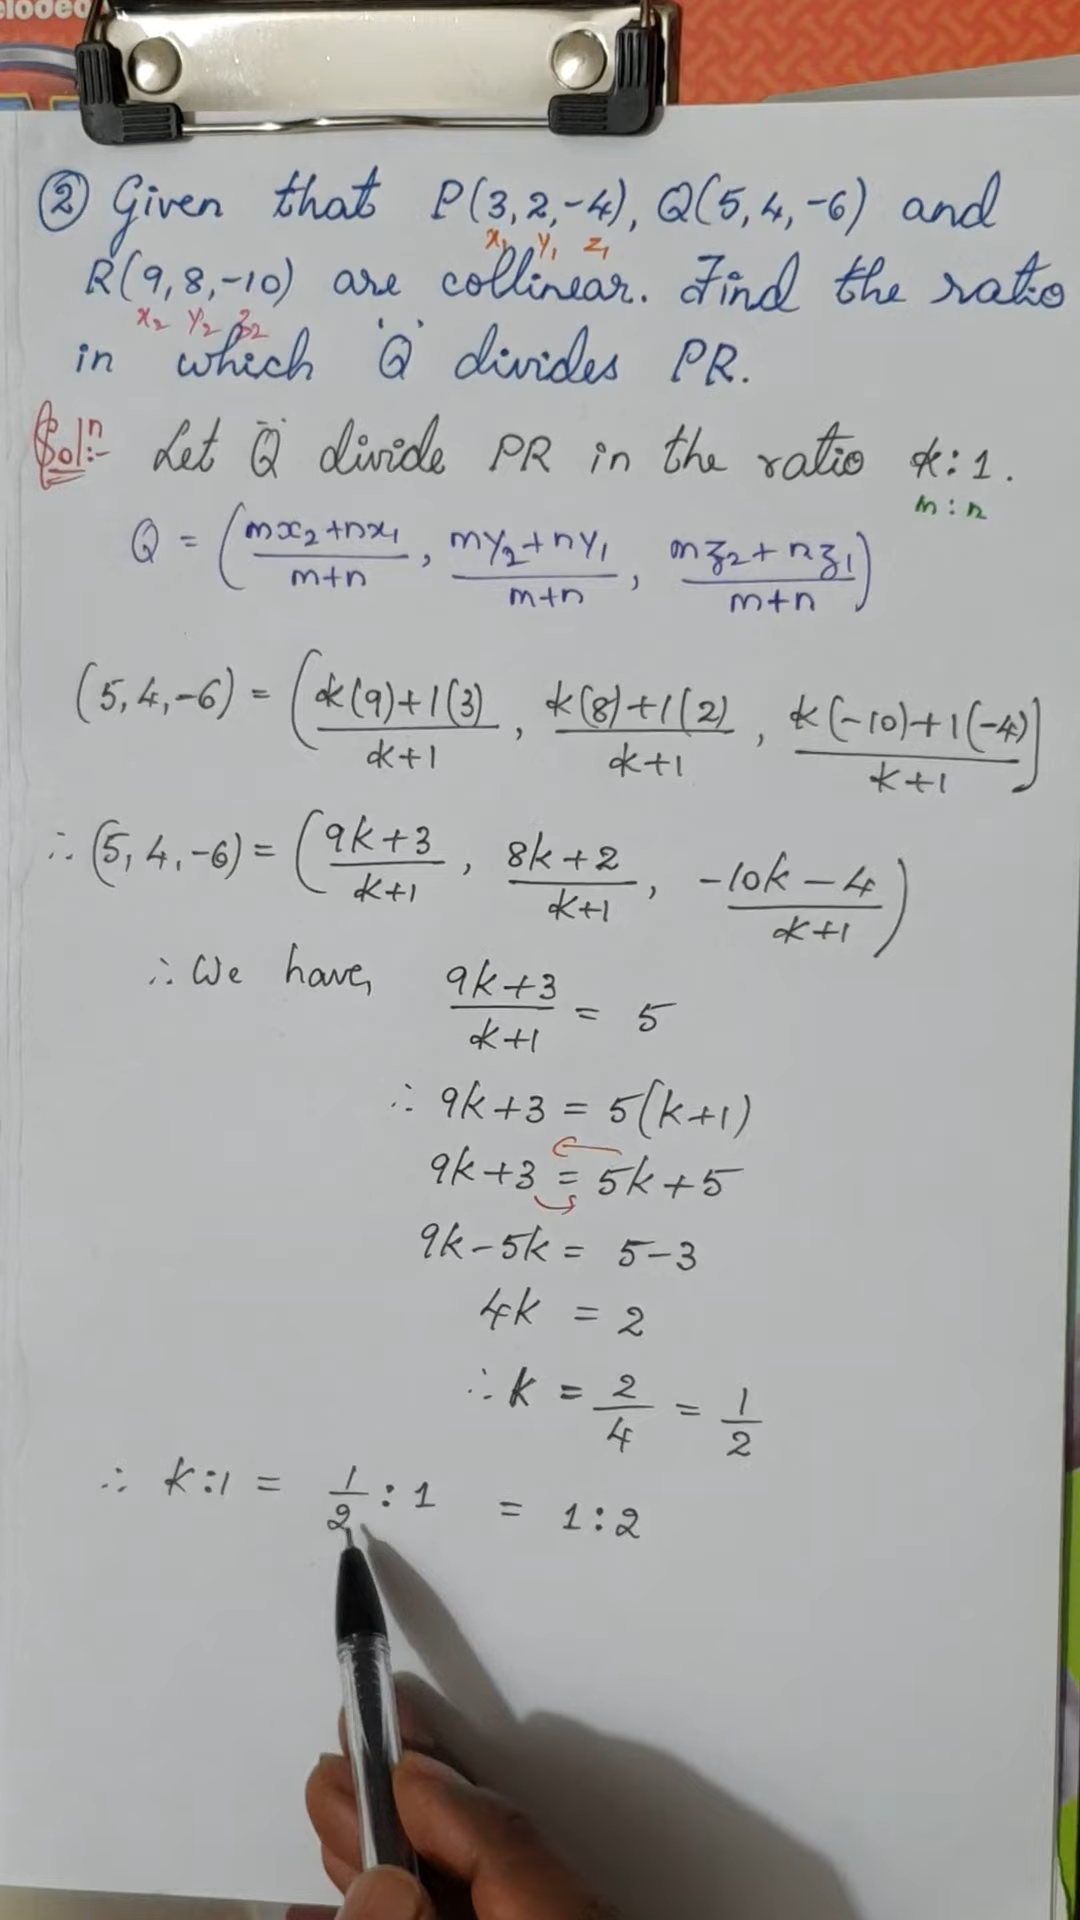 eloded
② Given that P(3, 2, -4), Q(5, 4, -6) and
x₁ y₁ z₁
R(9, 8, -10) are collinear. Find the ratio
x₂ y₂ z₂
in which 'Q' divides PR.
Solⁿ:- Let Q divide PR in the ratio k : 1.
m : n
Q = ( (mx₂+nx₁)/(m+n) , (my₂+ny₁)/(m+n) , (mz₂+nz₁)/(m+n) )
(5, 4, -6) = ( (k(9)+1(3))/(k+1) , (k(8)+1(2))/(k+1) , (k(-10)+1(-4))/(k+1) )
∴ (5, 4, -6) = ( (9k+3)/(k+1) , (8k+2)/(k+1) , (-10k-4)/(k+1) )
∴ We have, (9k+3)/(k+1) = 5
∴ 9k+3 = 5(k+1)
9k+3 = 5k+5
9k-5k = 5-3
4k = 2
∴ k = 2/4 = 1/2
∴ k:1 = 1/2 : 1 = 1:2